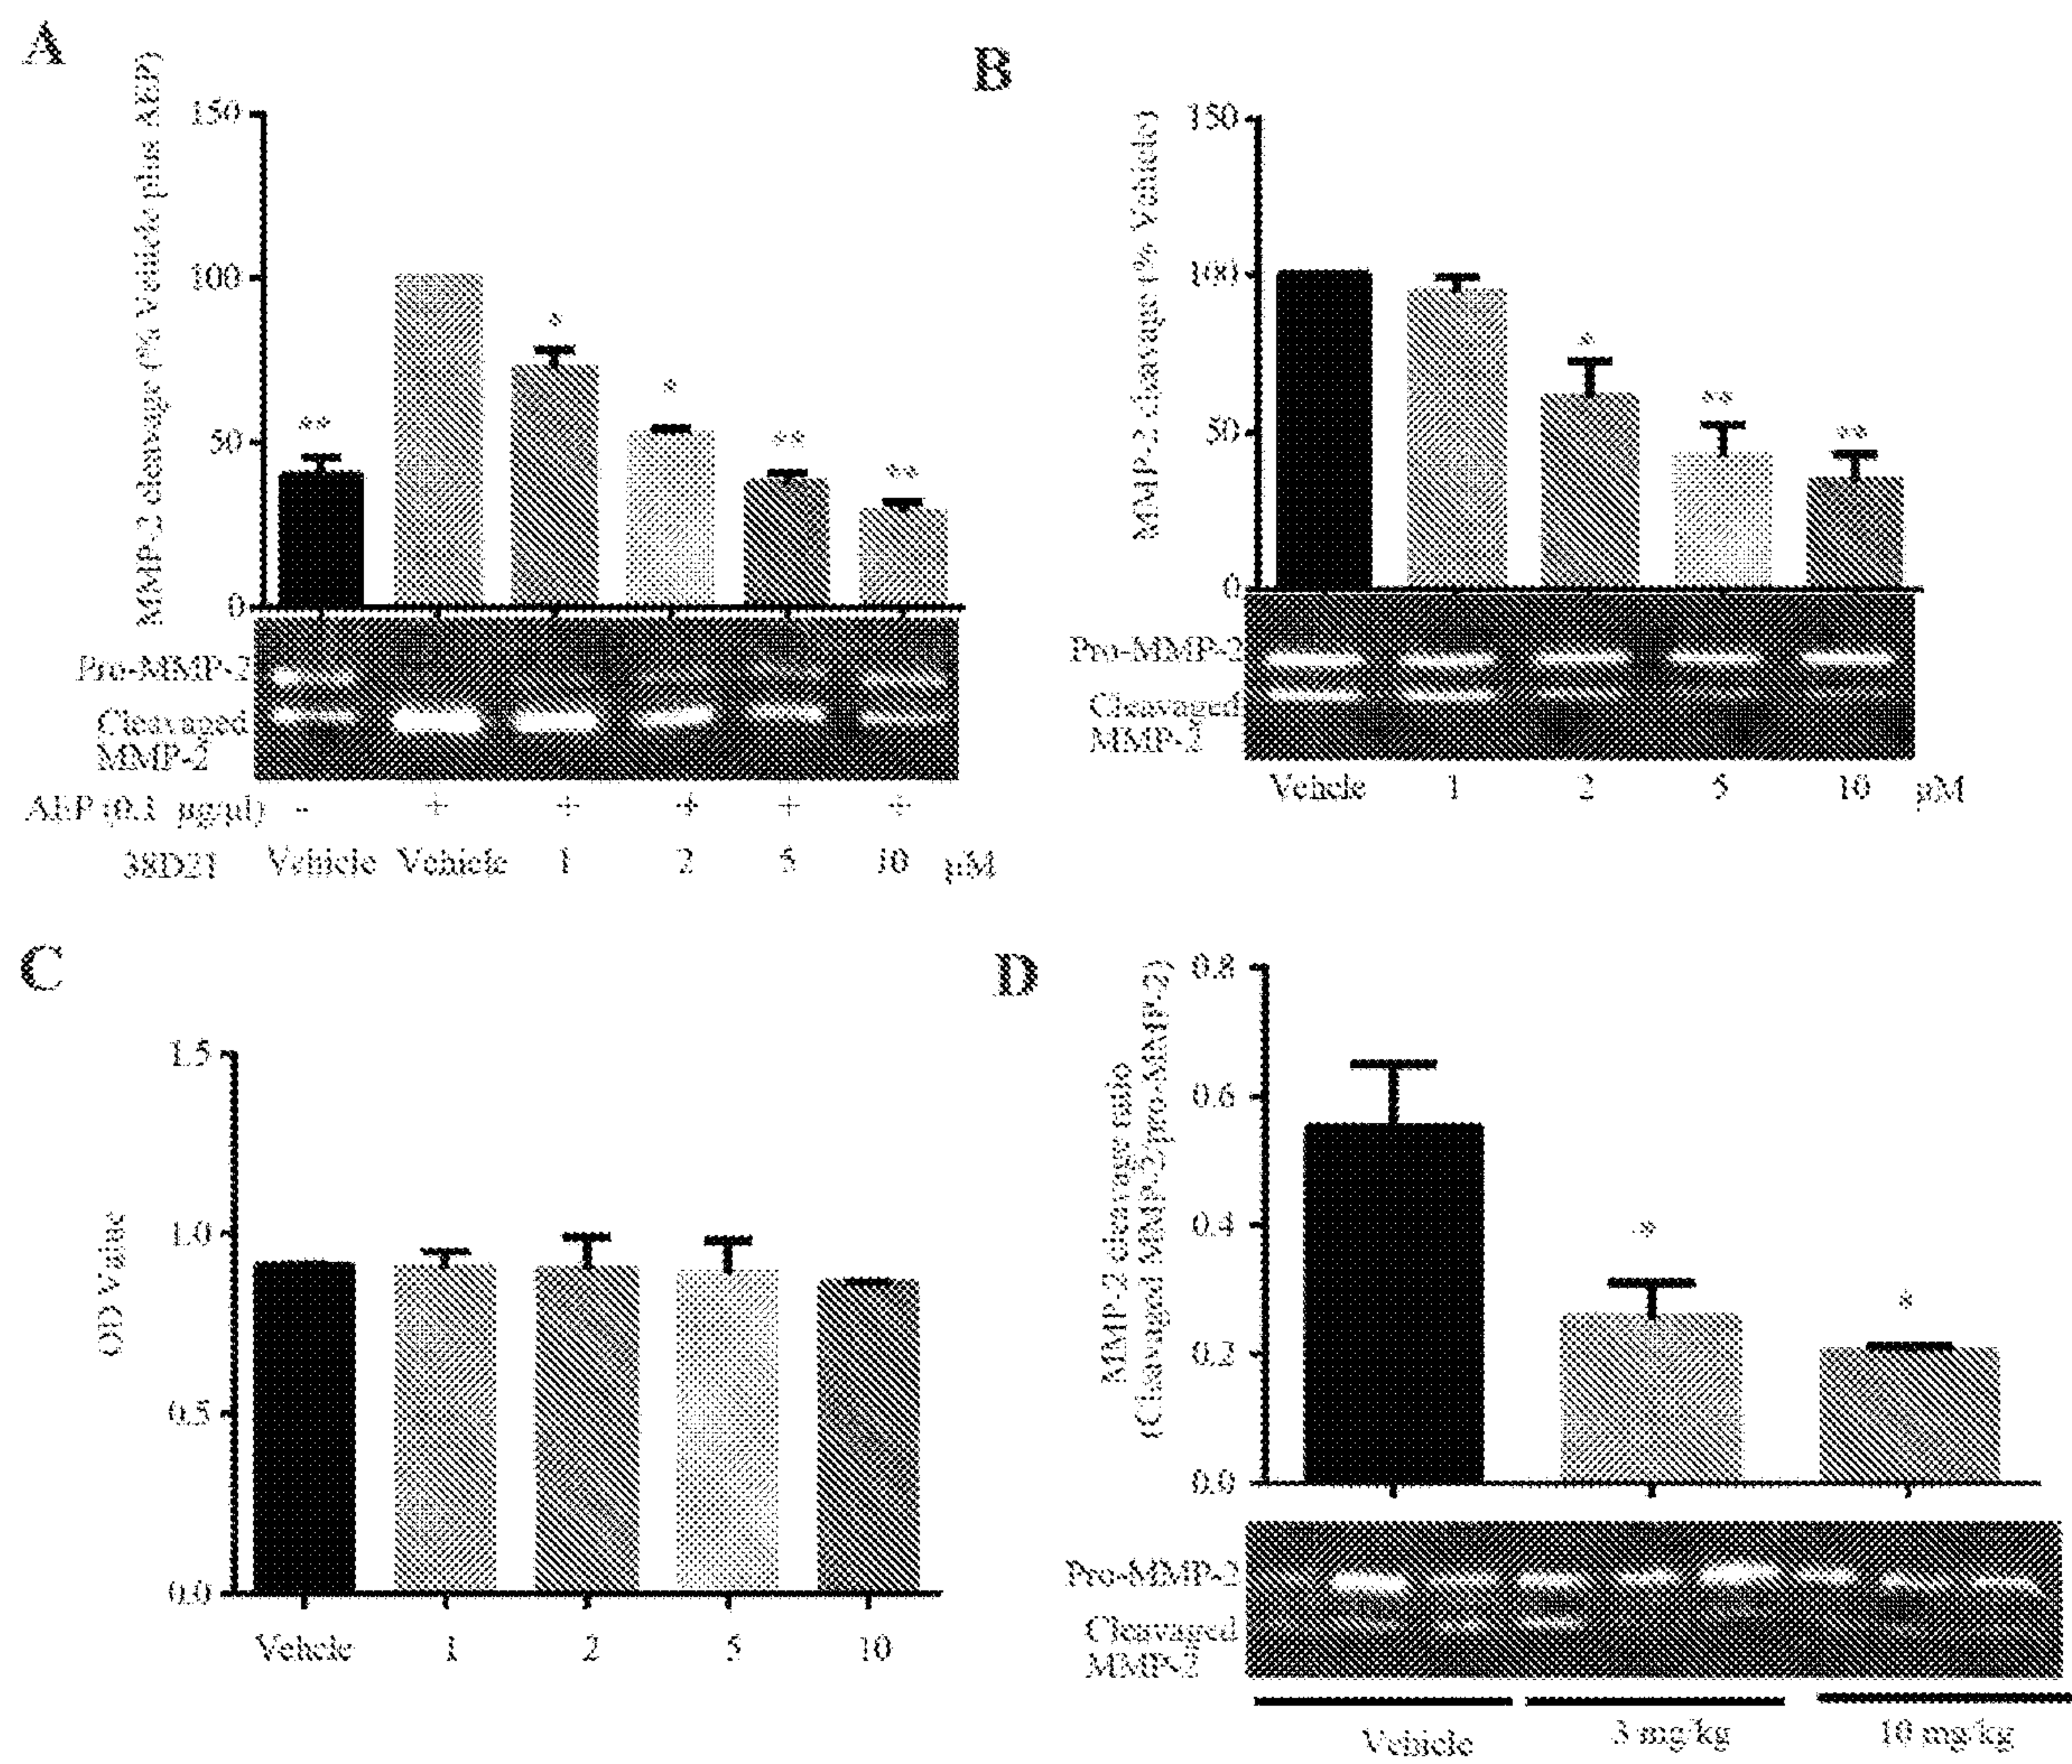 A
MMP-2 cleavage (% Vehicle plus AEP)
150
100
50
0
*
*
**
**
**
Pro-MMP-2
Cleavaged
MMP-2
AEP (0.1 μg/μl) - + + + + +
38D21 Vehicle Vehicle 1 2 5 10 μM
B
MMP-2 cleavage (% Vehicle)
150
100
50
0
*
**
**
Pro-MMP-2
Cleavaged
MMP-2
Vehicle 1 2 5 10 μM
C
OD Value
1.5
1.0
0.5
0.0
Vehicle 1 2 5 10
D
MMP-2 cleavage ratio
(Cleavaged MMP-2/pro-MMP-2)
0.8
0.6
0.4
0.2
0.0
*
*
Pro-MMP-2
Cleavaged
MMP-2
Vehicle 3 mg/kg 10 mg/kg